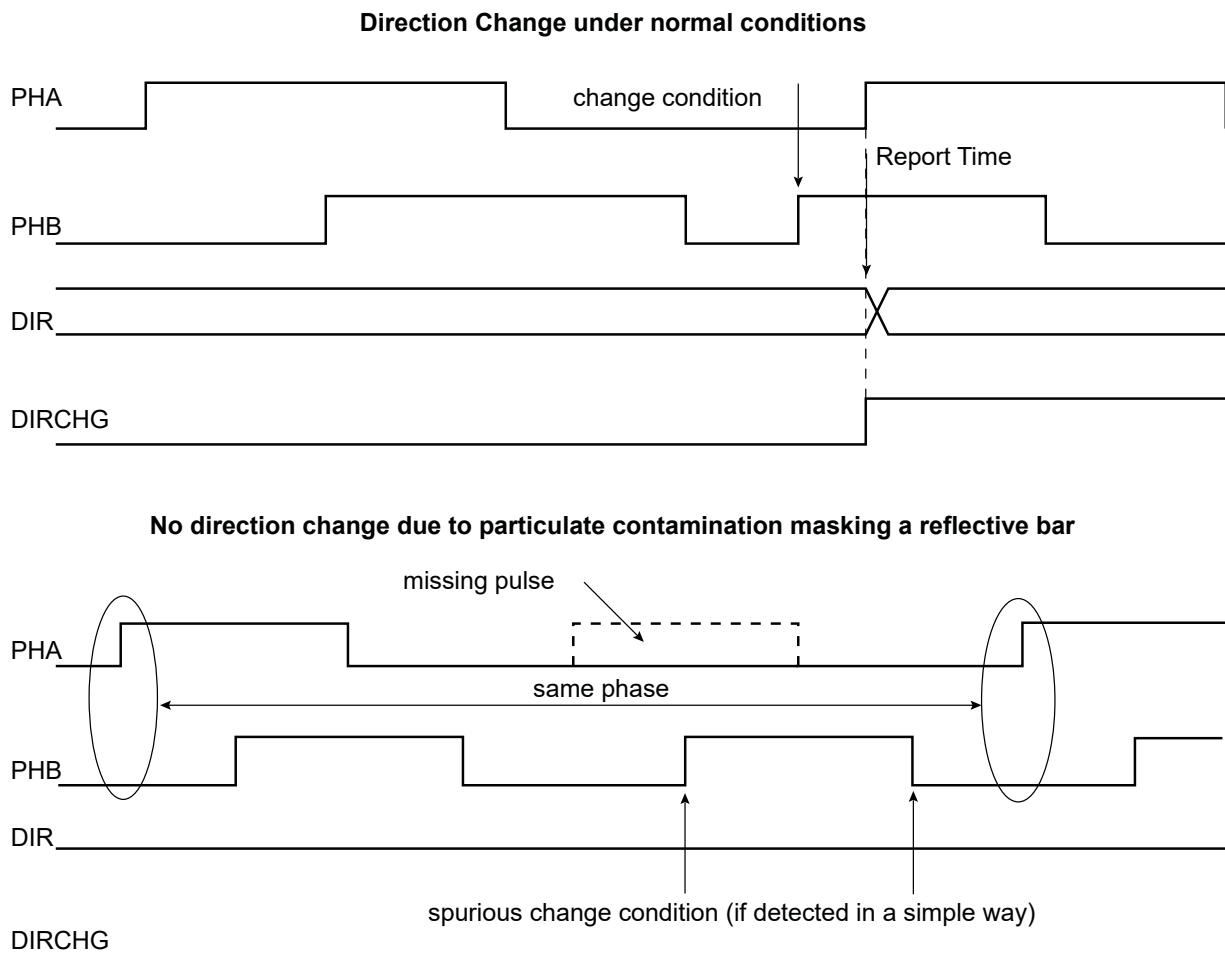 Direction Change under normal conditions
PHA
change condition
Report Time
PHB
DIR
DIRCHG
No direction change due to particulate contamination masking a reflective bar
missing pulse
PHA
same phase
PHB
DIR
spurious change condition (if detected in a simple way)
DIRCHG